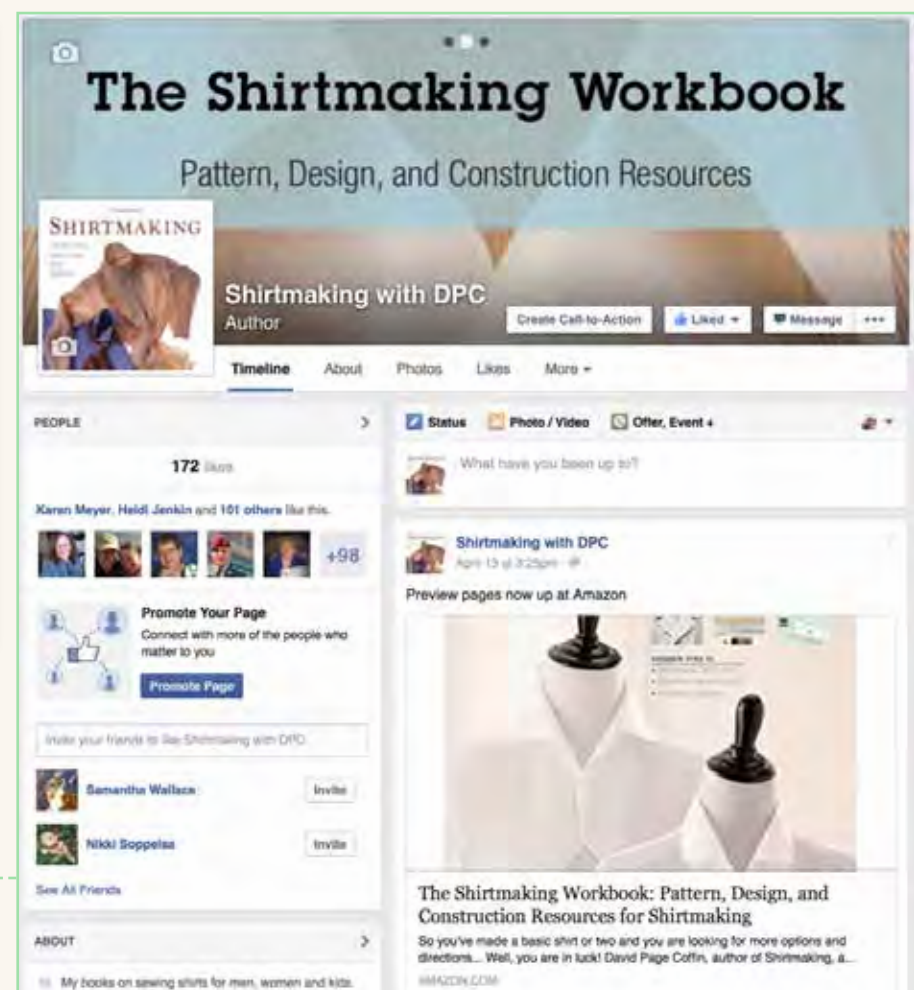 The Shirtmaking Workbook
Pattern, Design, and Construction Resources
SHIRTMAKING
Shirtmaking with DPC
Author
Create Call-to-Action
Liked
Message
Timeline
About
Photos
Likes
More
PEOPLE
172 likes
Karen Meyer, Heidi Jenkin and 101 others like this.
+98
Promote Your Page
Connect with more of the people who
matter to you
Promote Page
Invite your friends to like Shirtmaking with DPC
Samantha Wallace
Invite
Nikki Soppelsa
Invite
See All Friends
ABOUT
My books on sewing shirts for men, women and kids.
Status
Photo / Video
Offer, Event +
What have you been up to?
Shirtmaking with DPC
April 13 at 3:25pm
Preview pages now up at Amazon
The Shirtmaking Workbook: Pattern, Design, and
Construction Resources for Shirtmaking
So you've made a basic shirt or two and you are looking for more options and
directions... Well, you are in luck! David Page Coffin, author of Shirtmaking, a...
AMAZON.COM